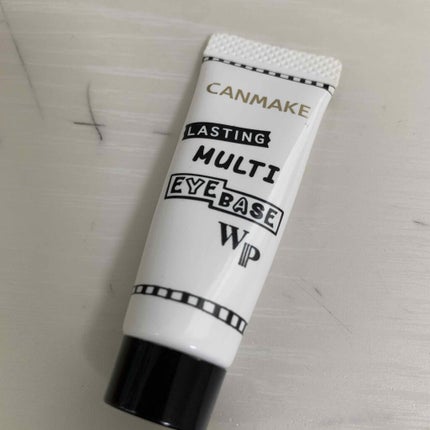 CANMAKE
LASTING
MULTI
EYE BASE
WP